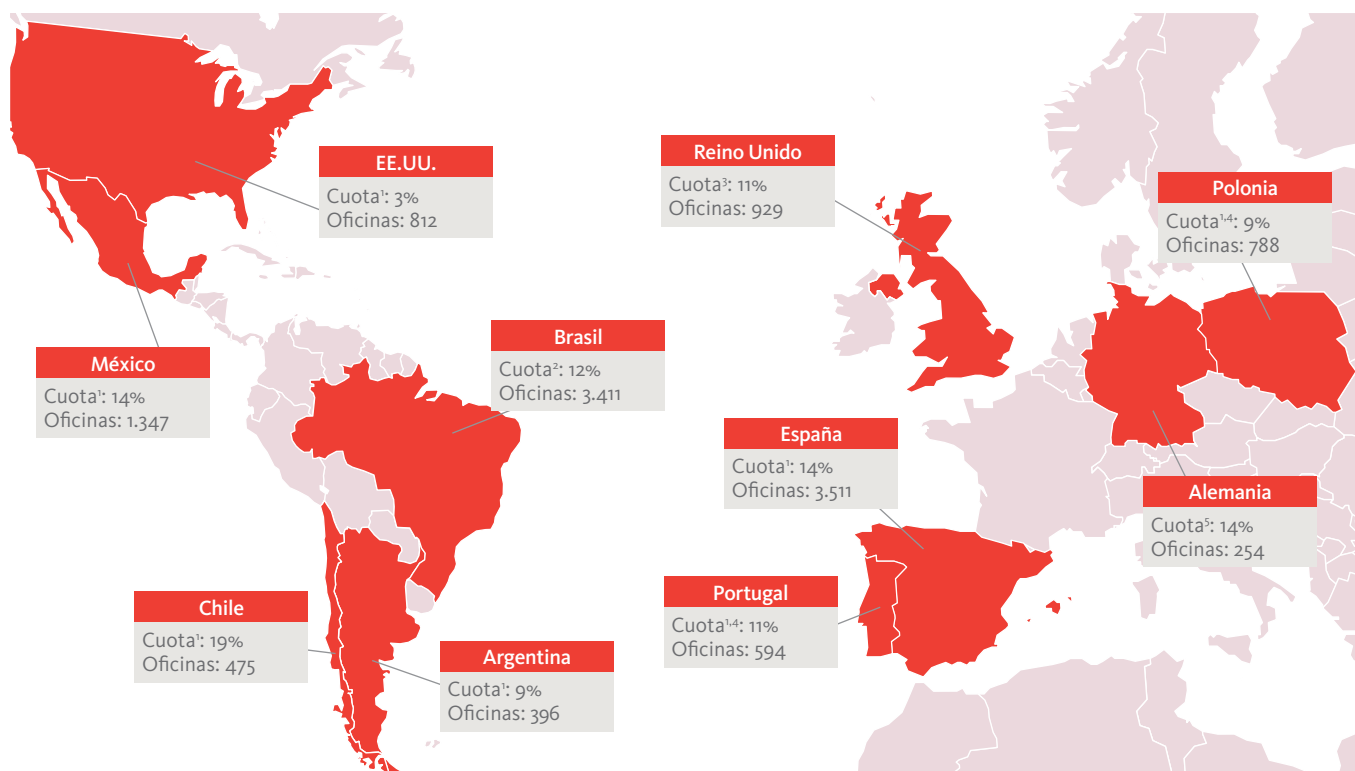 EE.UU.
Cuota¹: 3%
Oficinas: 812
México
Cuota¹: 14%
Oficinas: 1.347
Brasil
Cuota²: 12%
Oficinas: 3.411
Chile
Cuota¹: 19%
Oficinas: 475
Argentina
Cuota¹: 9%
Oficinas: 396
Reino Unido
Cuota³: 11%
Oficinas: 929
Polonia
Cuota¹,⁴: 9%
Oficinas: 788
España
Cuota¹: 14%
Oficinas: 3.511
Alemania
Cuota⁵: 14%
Oficinas: 254
Portugal
Cuota¹,⁴: 11%
Oficinas: 594